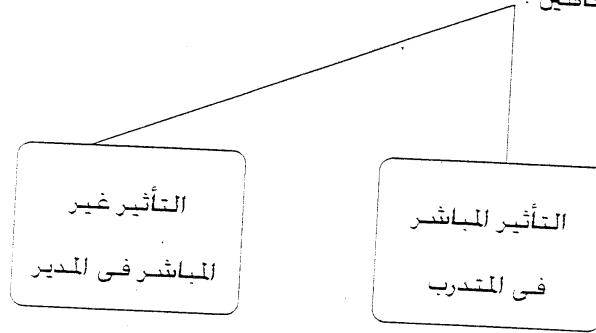 التأثير المباشر
فى المتدرب
التأثير غير
المباشر فى المدير